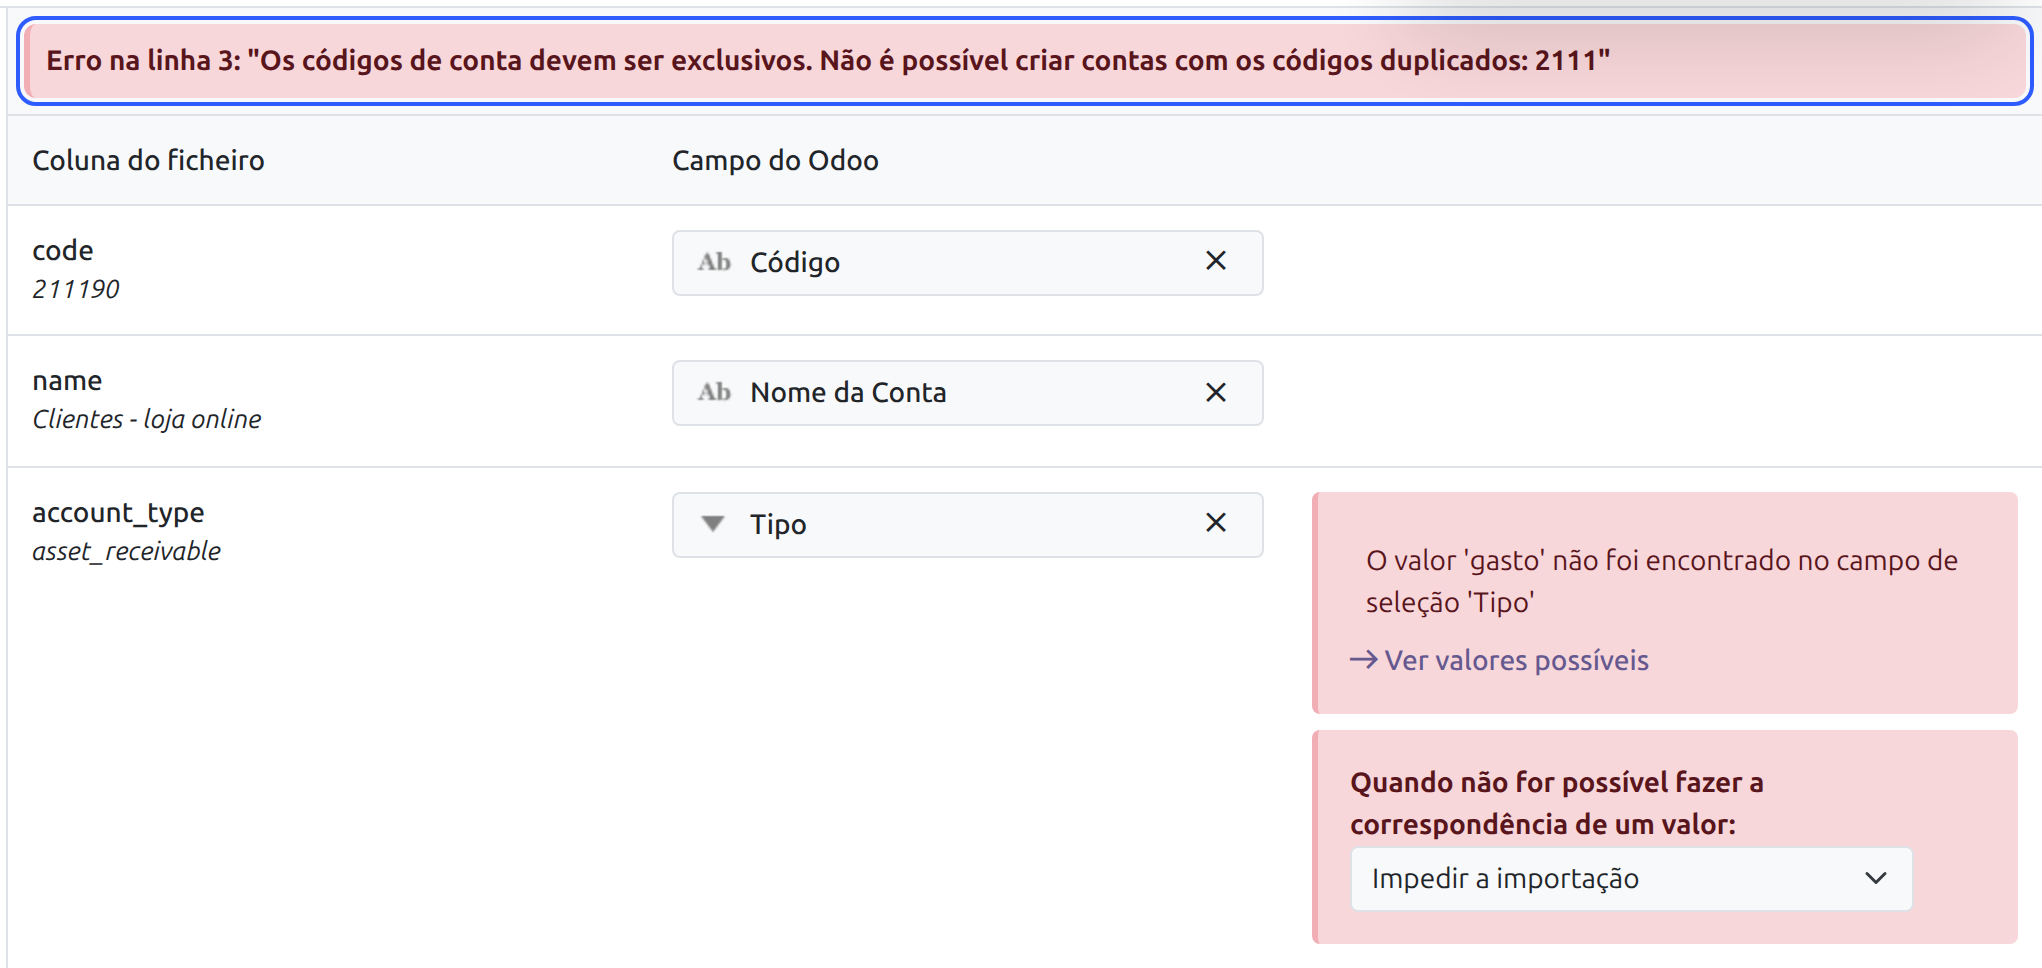 Erro na linha 3: "Os códigos de conta devem ser exclusivos. Não é possível criar contas com os códigos duplicados: 2111"
Coluna do ficheiro
Campo do Odoo
code
211190
Ab Código
name
Clientes - loja online
Ab Nome da Conta
account_type
asset_receivable
Tipo
O valor 'gasto' não foi encontrado no campo de
seleção 'Tipo'
→ Ver valores possíveis
Quando não for possível fazer a
correspondência de um valor:
Impedir a importação